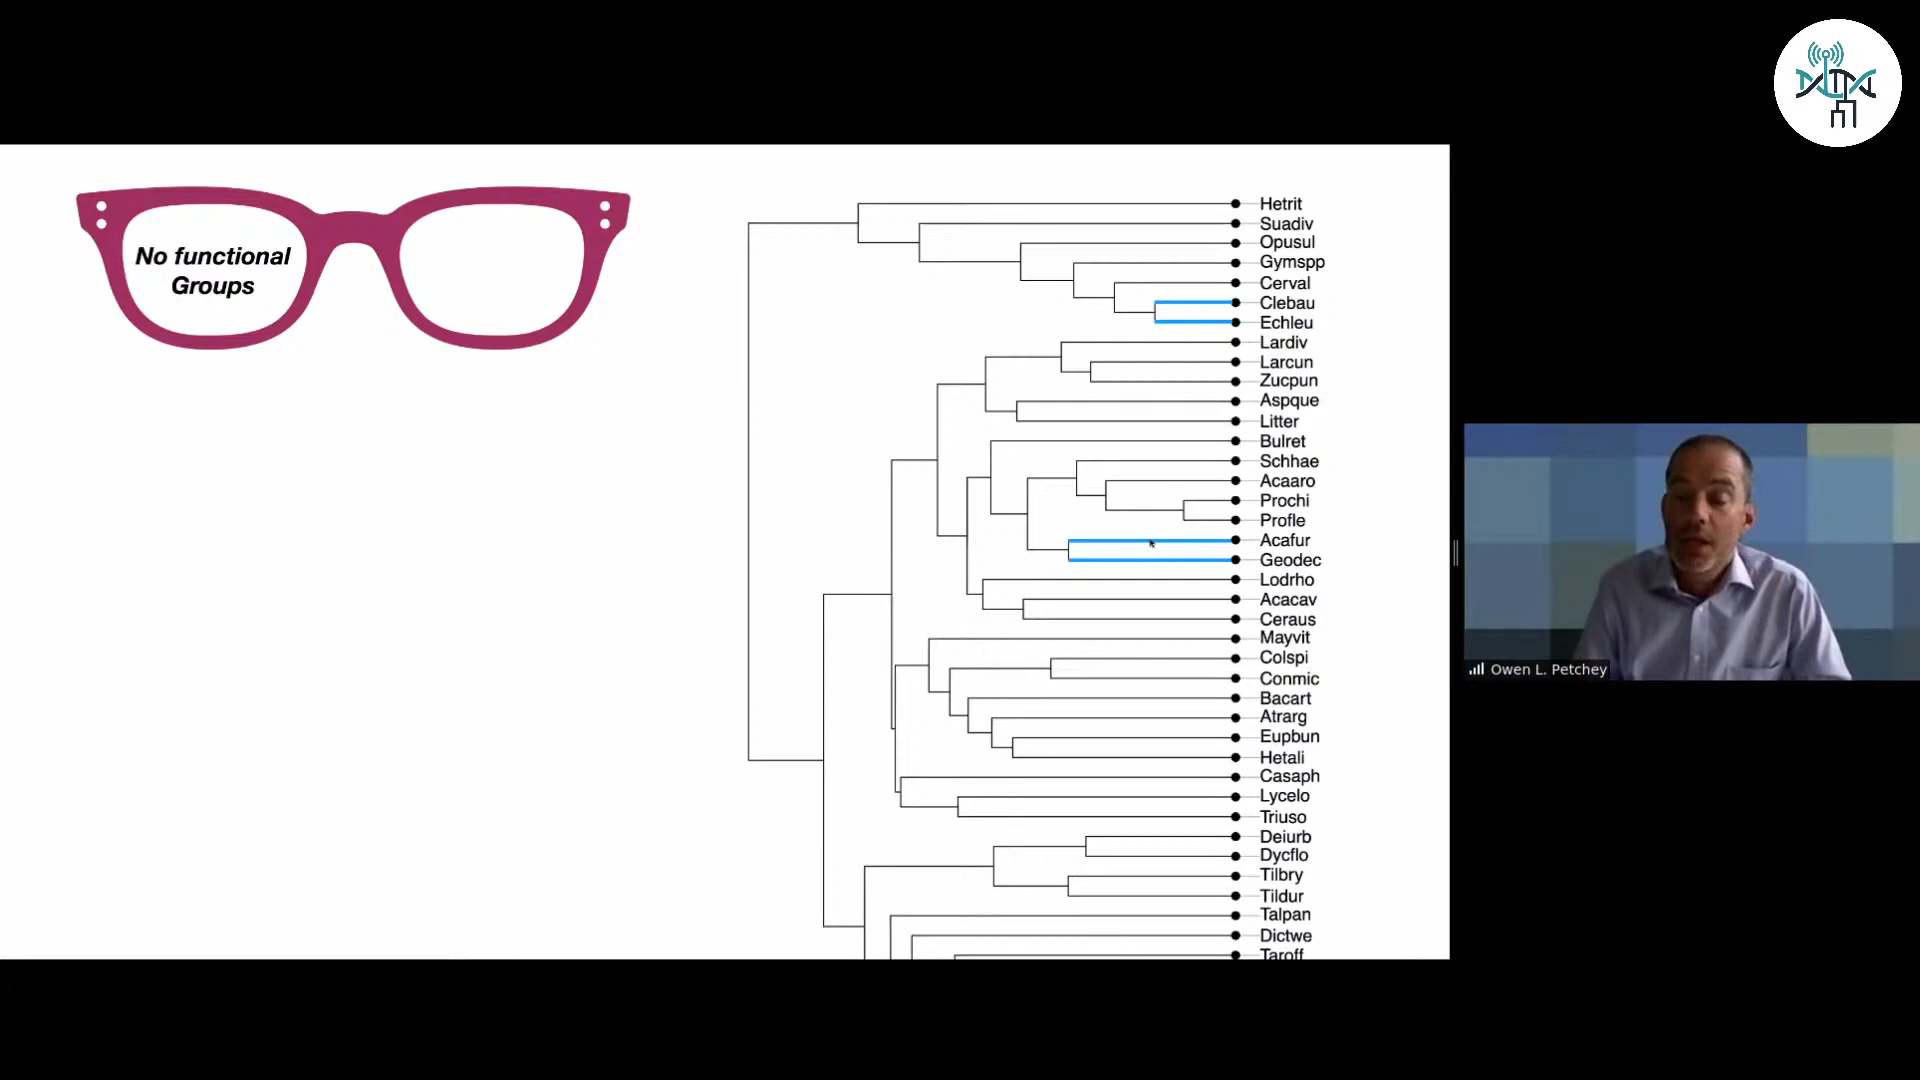 No functional
Groups
Hetrit
Suadiv
Opusul
Gymspp
Cerval
Clebau
Echleu
Lardiv
Larcun
Zucpun
Aspque
Litter
Bulret
Schhae
Acaaro
Prochi
Profle
Acafur
Geodec
Lodrho
Acacav
Ceraus
Mayvit
Colspi
Conmic
Bacart
Atrarg
Eupbun
Hetali
Casaph
Lycelo
Triuso
Deiurb
Dycflo
Tilbry
Tildur
Talpan
Dictwe
Taroff
Owen L. Petchey